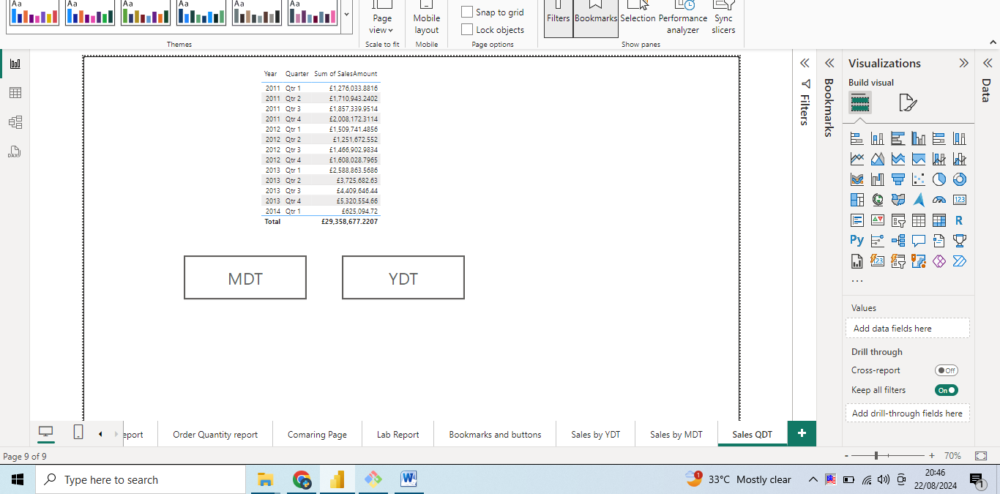 Aa Aa Aa Aa Aa Aa
Page view
Scale to fit
Mobile layout
Mobile
Snap to grid
Lock objects
Page options
Filters
Bookmarks
Selection
Performance analyzer
Sync slicers
Show panes
Themes
Year Quarter Sum of SalesAmount
2011 Qtr 1 £1,276,033.8816
2011 Qtr 2 £1,710,943.2402
2011 Qtr 3 £1,857,339.9514
2011 Qtr 4 £2,008,172.3114
2012 Qtr 1 £1,509,741.4856
2012 Qtr 2 £1,251,672.552
2012 Qtr 3 £1,466,902.9834
2012 Qtr 4 £1,608,028.7965
2013 Qtr 1 £2,588,863.5686
2013 Qtr 2 £3,725,682.63
2013 Qtr 3 £4,409,646.44
2013 Qtr 4 £5,320,554.66
2014 Qtr 1 £625,094.72
Total £29,358,677.2207
MDT
YDT
Filters
Bookmarks
Visualizations
Build visual
123
R
Py
123
...
Values
Add data fields here
Drill through
Cross-report Off
Keep all filters On
Add drill-through fields here
Data
DAX
eport
Order Quantity report
Comaring Page
Lab Report
Bookmarks and buttons
Sales by YDT
Sales by MDT
Sales QDT
+
Page 9 of 9
- + 70%
Type here to search
W
1
33°C Mostly clear
20:46
22/08/2024
1